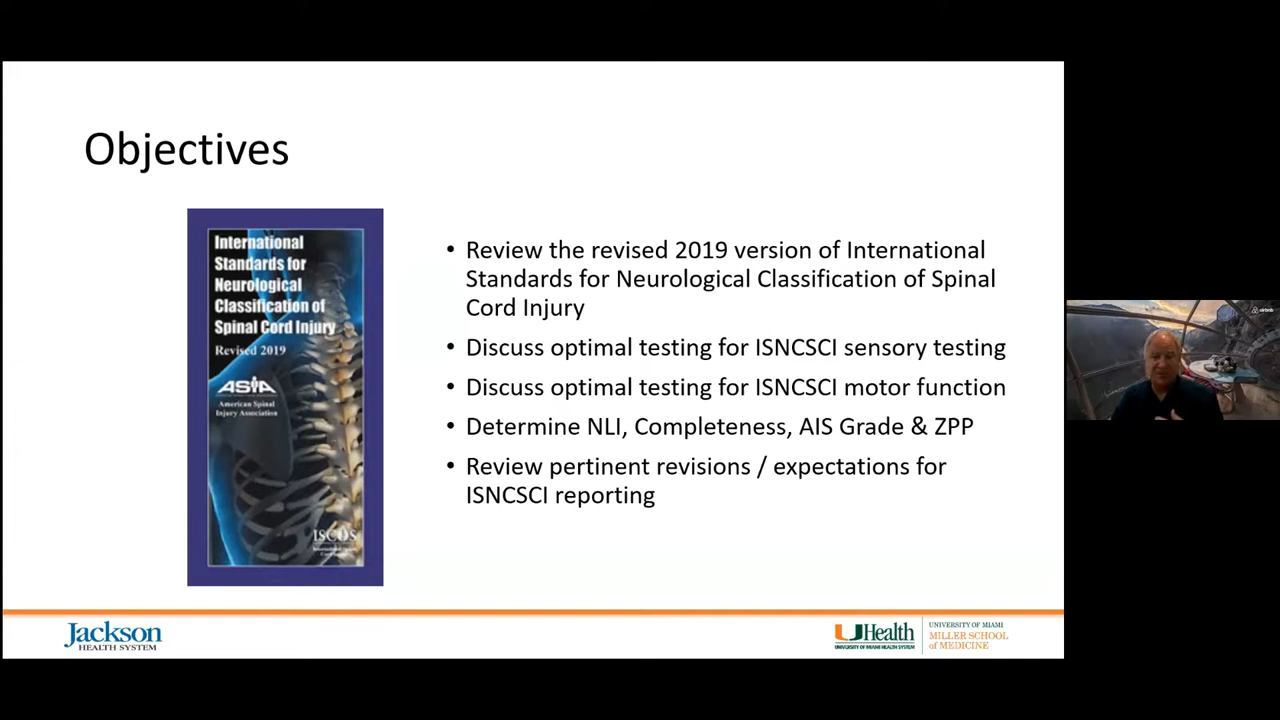 Objectives
International
Standards for
Neurological
Classification of
Spinal Cord Injury
Revised 2019
ASIA
American Spinal
Injury Association
ISCOS
• Review the revised 2019 version of International
Standards for Neurological Classification of Spinal
Cord Injury
• Discuss optimal testing for ISNCSCI sensory testing
• Discuss optimal testing for ISNCSCI motor function
• Determine NLI, Completeness, AIS Grade & ZPP
• Review pertinent revisions / expectations for
ISNCSCI reporting
Jackson
HEALTH SYSTEM
UHealth
UNIVERSITY OF MIAMI HEALTH SYSTEM
UNIVERSITY OF MIAMI
MILLER SCHOOL
of MEDICINE
airbnb